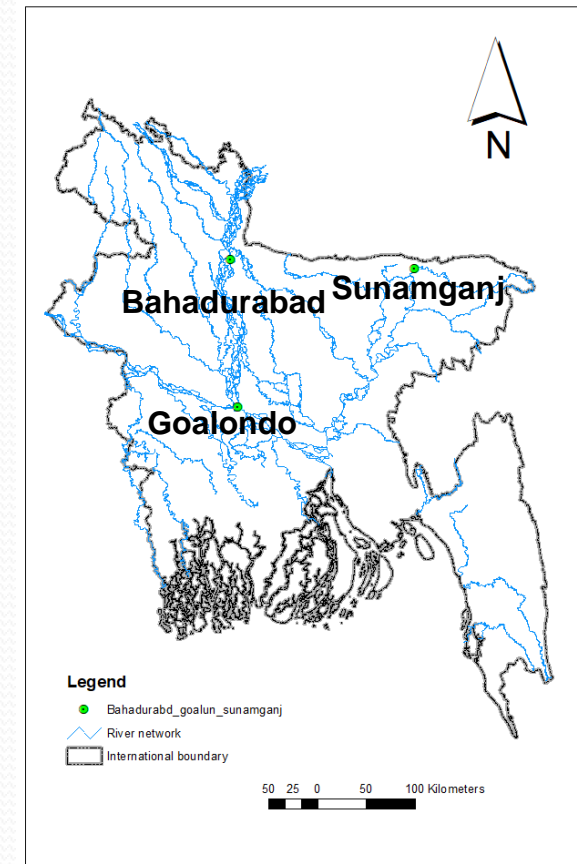 N
Bahadurabad
Sunamganj
Goalondo
Legend
Bahadurabd_goalun_sunamganj
River network
International boundary
50 25 0 50 100 Kilometers